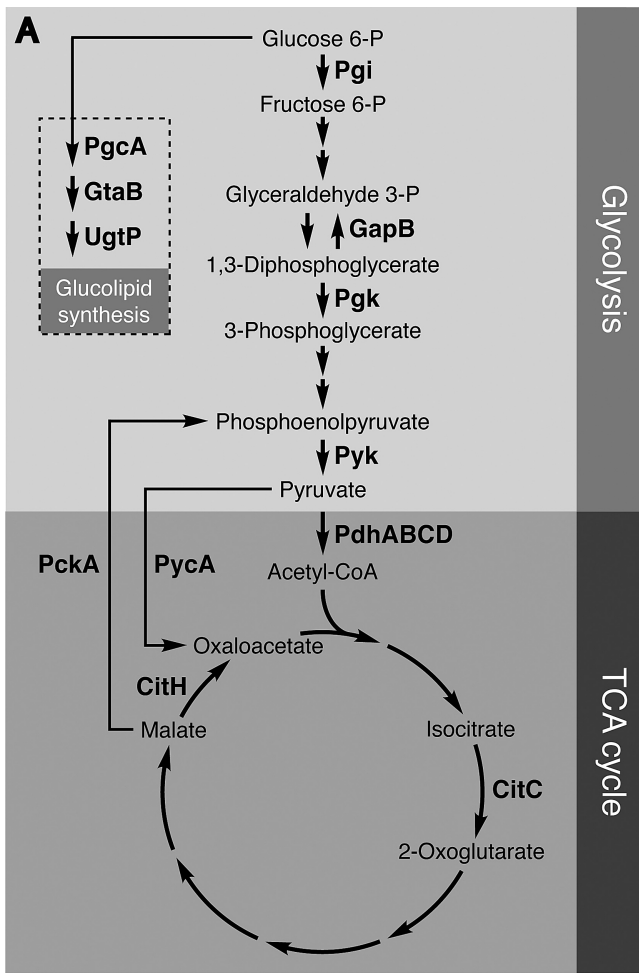 A
Glucose 6-P
Pgi
Fructose 6-P
PgcA
GtaB
UgtP
Glucolipid
synthesis
Glyceraldehyde 3-P
GapB
1,3-Diphosphoglycerate
Pgk
3-Phosphoglycerate
Phosphoenolpyruvate
Pyk
Pyruvate
Glycolysis
PdhABCD
PckA
PycA
Acetyl-CoA
Oxaloacetate
CitH
Malate
Isocitrate
CitC
2-Oxoglutarate
TCA cycle